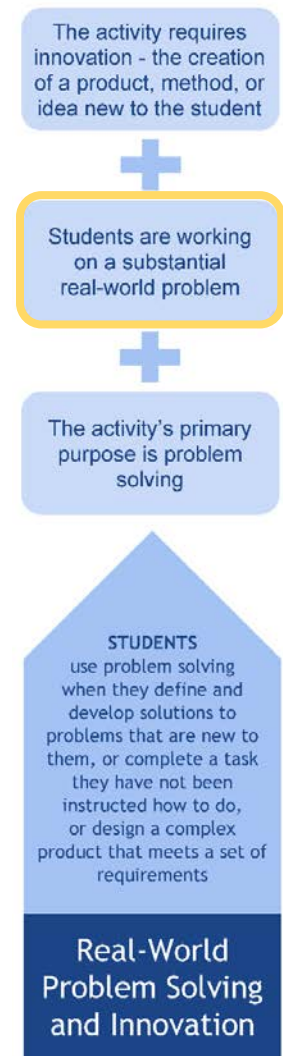 The activity requires
innovation - the creation
of a product, method, or
idea new to the student
Students are working
on a substantial
real-world problem
The activity's primary
purpose is problem
solving
STUDENTS
use problem solving
when they define and
develop solutions to
problems that are new to
them, or complete a task
they have not been
instructed how to do,
or design a complex
product that meets a set of
requirements
Real-World
Problem Solving
and Innovation